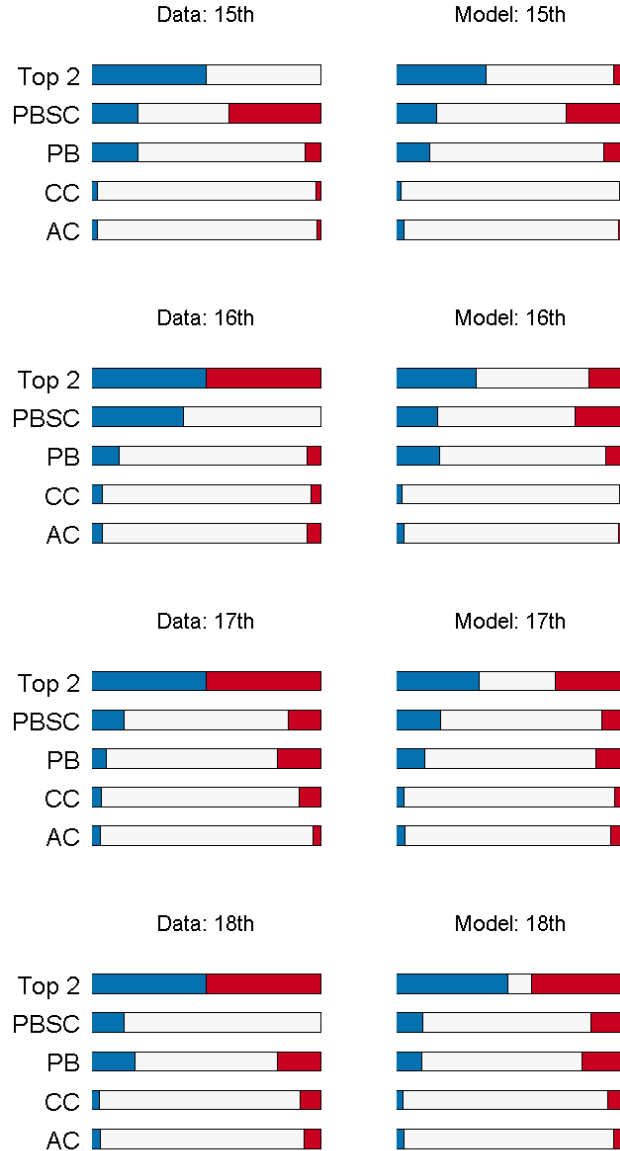 Data: 15th
Model: 15th
Top 2
PBSC
PB
CC
AC
Data: 16th
Model: 16th
Top 2
PBSC
PB
CC
AC
Data: 17th
Model: 17th
Top 2
PBSC
PB
CC
AC
Data: 18th
Model: 18th
Top 2
PBSC
PB
CC
AC